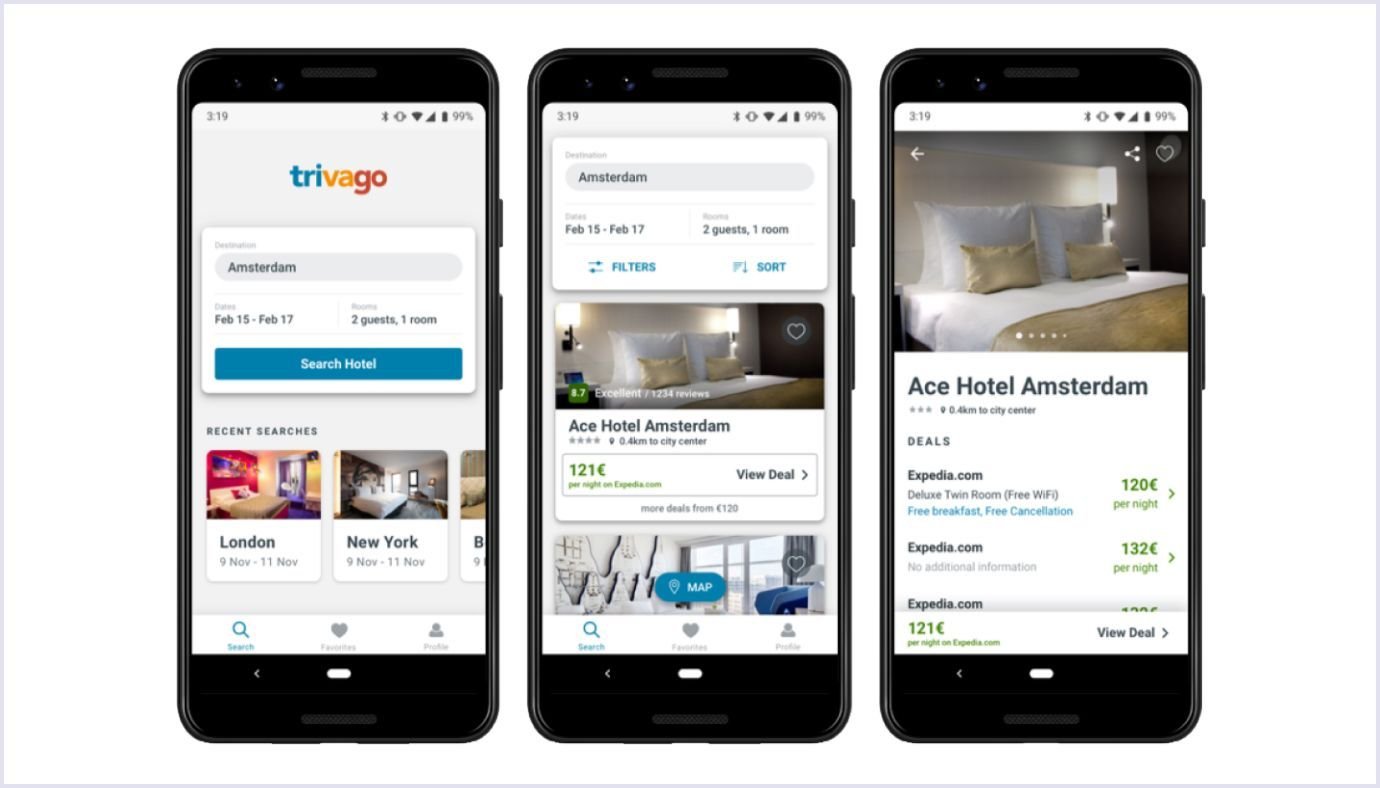 3:19
99%
trivago
Destination
Amsterdam
Dates
Rooms
Feb 15 - Feb 17
2 guests, 1 room
Search Hotel
RECENT SEARCHES
London
9 Nov - 11 Nov
New York
9 Nov - 11 Nov
B
9
Search
Favorites
Profile
3:19
99%
Destination
Amsterdam
Dates
Rooms
Feb 15 - Feb 17
2 guests, 1 room
FILTERS
SORT
8.7 Excellent / 1234 reviews
Ace Hotel Amsterdam
0.4km to city center
121€
per night on Expedia.com
View Deal
more deals from €120
MAP
Search
Favorites
Profile
3:19
99%
Ace Hotel Amsterdam
0.4km to city center
DEALS
Expedia.com
Deluxe Twin Room (Free WiFi)
Free breakfast, Free Cancellation
120€
per night
Expedia.com
No additional information
132€
per night
Expedia.com
121€
per night on Expedia.com
View Deal